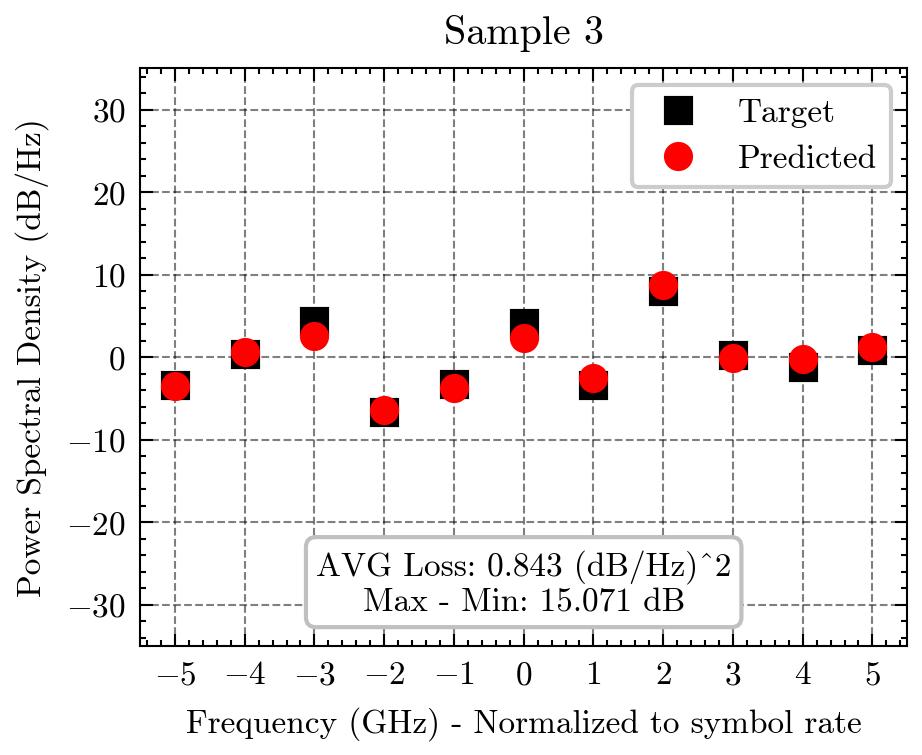 Sample 3
Target
Predicted
Power Spectral Density (dB/Hz)
30
20
10
0
−10
−20
−30
AVG Loss: 0.843 (dB/Hz)^2
Max - Min: 15.071 dB
−5 −4 −3 −2 −1 0 1 2 3 4 5
Frequency (GHz) - Normalized to symbol rate